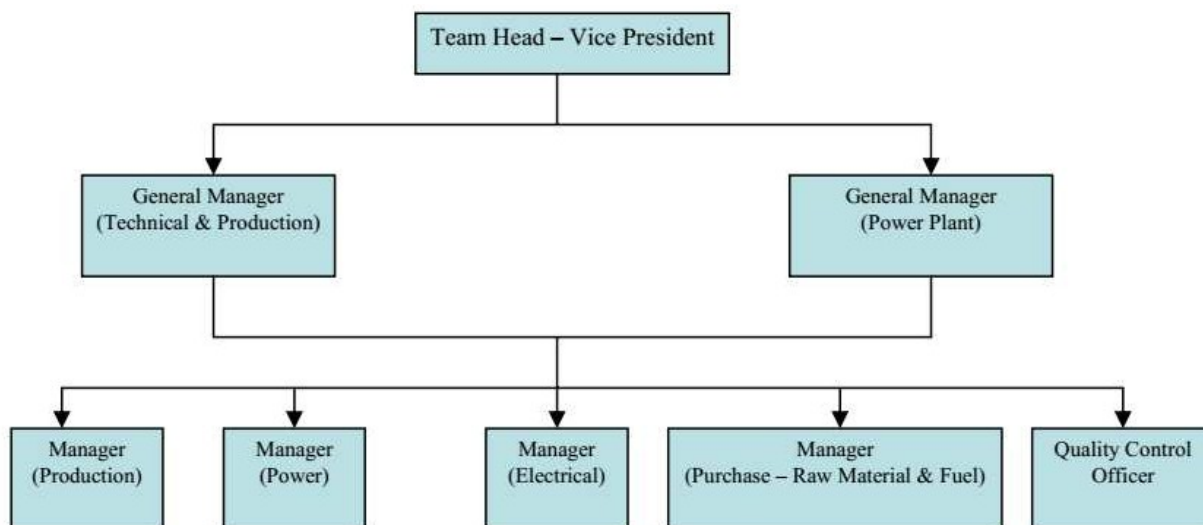 Team Head – Vice President
General Manager
(Technical & Production)
General Manager
(Power Plant)
Manager
(Production)
Manager
(Power)
Manager
(Electrical)
Manager
(Purchase – Raw Material & Fuel)
Quality Control
Officer